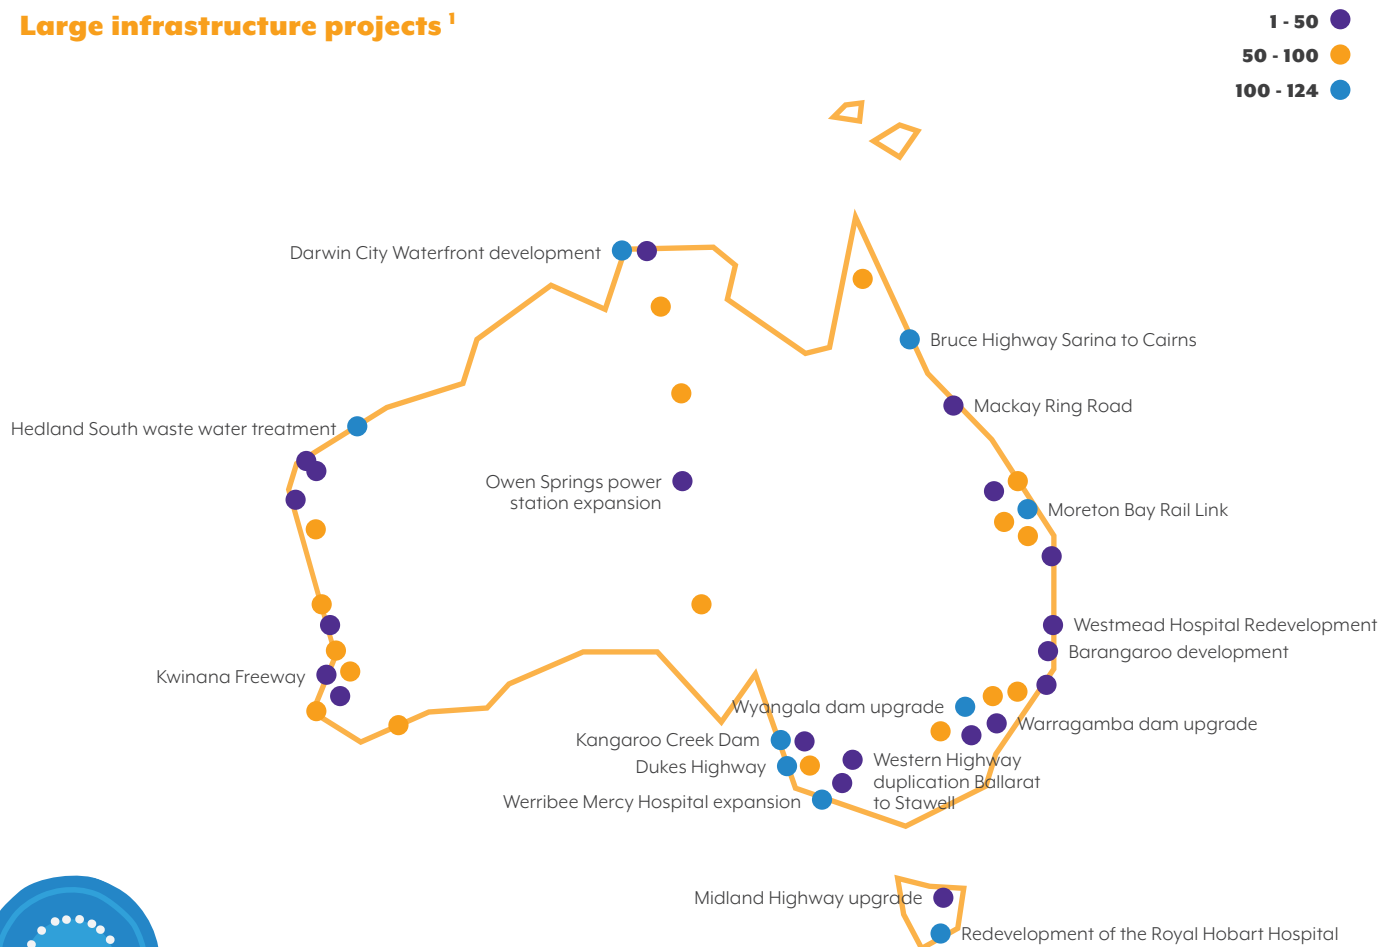 Large infrastructure projects 1
1 - 50
50 - 100
100 - 124
Darwin City Waterfront development
Bruce Highway Sarina to Cairns
Mackay Ring Road
Hedland South waste water treatment
Owen Springs power
station expansion
Moreton Bay Rail Link
Westmead Hospital Redevelopment
Barangaroo development
Kwinana Freeway
Wyangala dam upgrade
Warragamba dam upgrade
Kangaroo Creek Dam
Dukes Highway
Western Highway
duplication Ballarat
to Stawell
Werribee Mercy Hospital expansion
Midland Highway upgrade
Redevelopment of the Royal Hobart Hospital